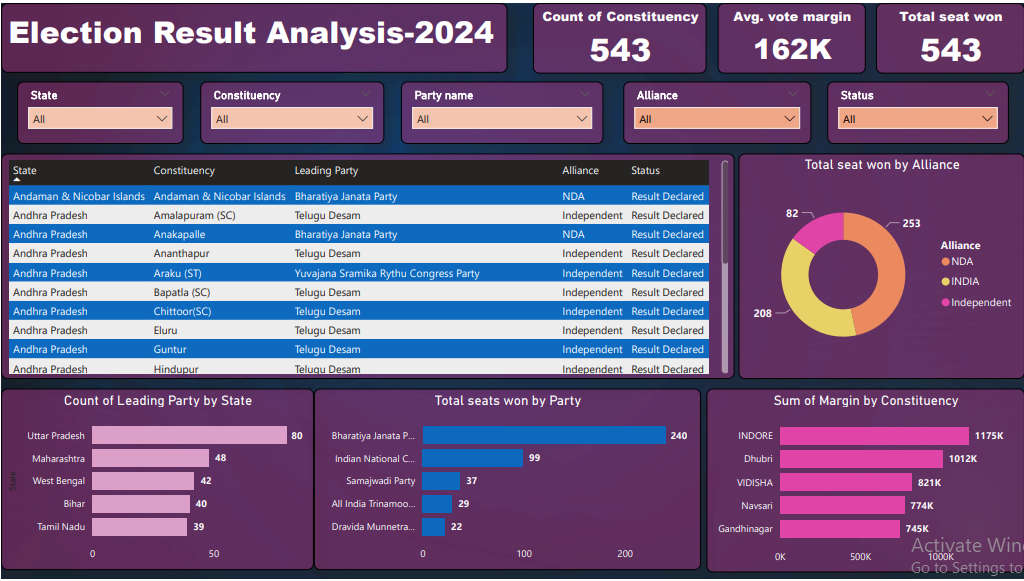 Election Result Analysis-2024
Count of Constituency
543
Avg. vote margin
162K
Total seat won
543
State
All
Constituency
All
Party name
All
Alliance
All
Status
All
State Constituency Leading Party Alliance Status
Andaman & Nicobar Islands Andaman & Nicobar Islands Bharatiya Janata Party NDA Result Declared
Andhra Pradesh Amalapuram (SC) Telugu Desam Independent Result Declared
Andhra Pradesh Anakapalle Bharatiya Janata Party NDA Result Declared
Andhra Pradesh Ananthapur Telugu Desam Independent Result Declared
Andhra Pradesh Araku (ST) Yuvajana Sramika Rythu Congress Party Independent Result Declared
Andhra Pradesh Bapatla (SC) Telugu Desam Independent Result Declared
Andhra Pradesh Chittoor(SC) Telugu Desam Independent Result Declared
Andhra Pradesh Eluru Telugu Desam Independent Result Declared
Andhra Pradesh Guntur Telugu Desam Independent Result Declared
Andhra Pradesh Hindupur Telugu Desam Independent Result Declared
Total seat won by Alliance
82
253
208
Alliance
NDA
INDIA
Independent
Count of Leading Party by State
State
Uttar Pradesh 80
Maharashtra 48
West Bengal 42
Bihar 40
Tamil Nadu 39
0 50
Total seats won by Party
Bharatiya Janata P... 240
Indian National C... 99
Samajwadi Party 37
All India Trinamoo... 29
Dravida Munnetra... 22
0 100 200
Sum of Margin by Constituency
INDORE 1175K
Dhubri 1012K
VIDISHA 821K
Navsari 774K
Gandhinagar 745K
0K 500K 1000K
Activate Win
Go to Settings to